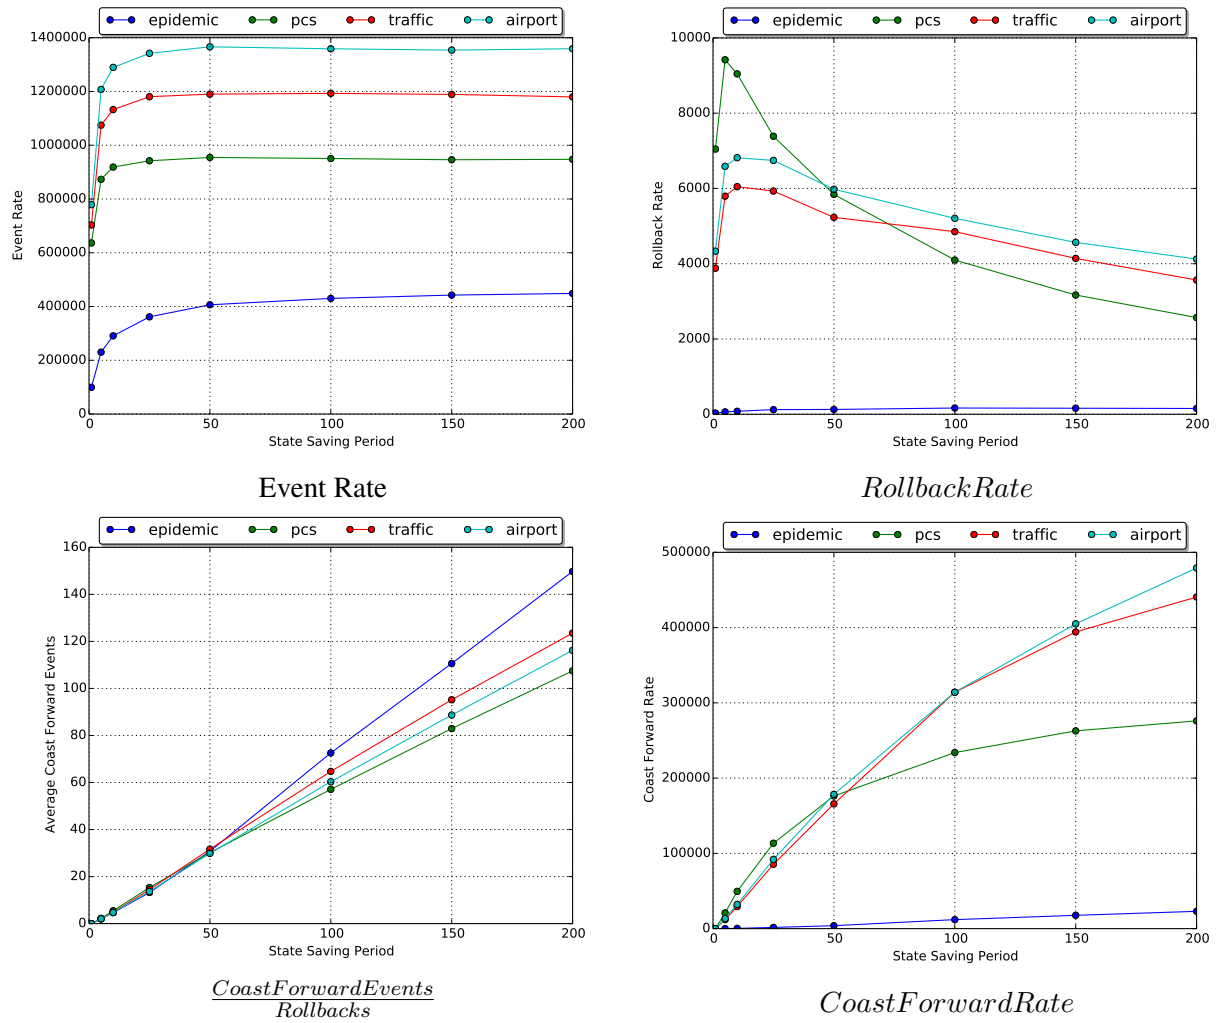 epidemic pcs traffic airport
1400000
1200000
1000000
800000
600000
400000
200000
0
Event Rate
0 50 100 150 200
State Saving Period
Event Rate
epidemic pcs traffic airport
10000
8000
6000
4000
2000
0
Rollback Rate
0 50 100 150 200
State Saving Period
RollbackRate
epidemic pcs traffic airport
160
140
120
100
80
60
40
20
0
Average Coast Forward Events
0 50 100 150 200
State Saving Period
CoastForwardEvents
Rollbacks
epidemic pcs traffic airport
500000
400000
300000
200000
100000
0
Coast Forward Rate
0 50 100 150 200
State Saving Period
CoastForwardRate